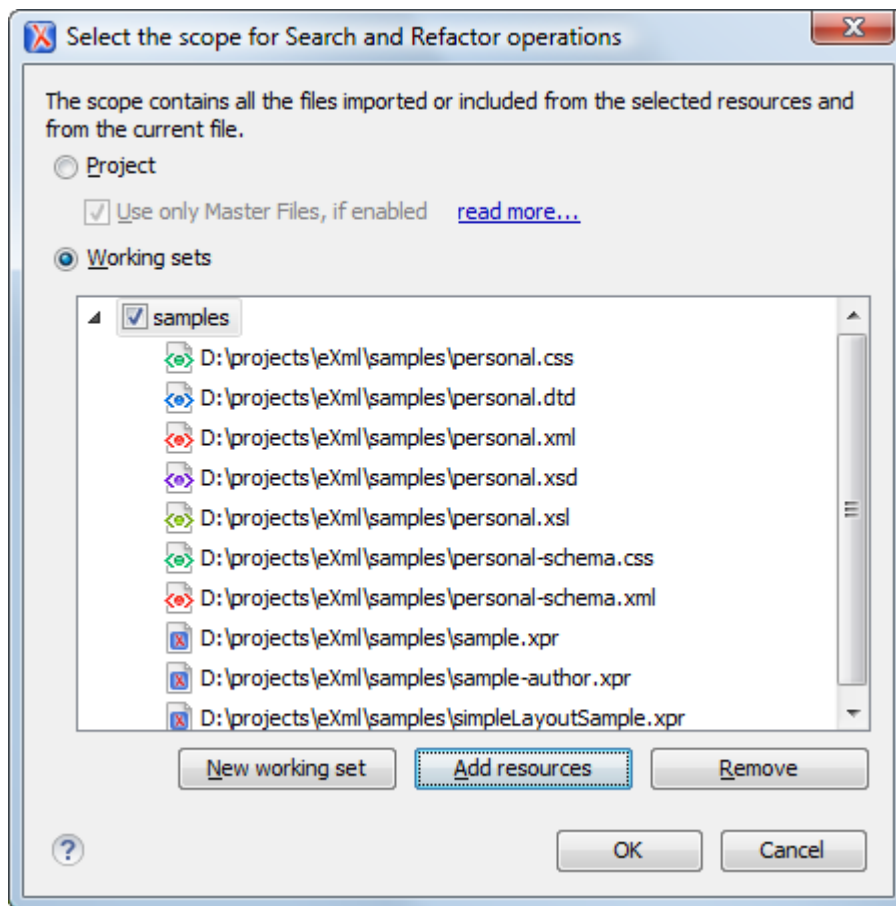 Select the scope for Search and Refactor operations
The scope contains all the files imported or included from the selected resources and
from the current file.
Project
Use only Master Files, if enabled read more...
Working sets
samples
D:\projects\eXml\samples\personal.css
D:\projects\eXml\samples\personal.dtd
D:\projects\eXml\samples\personal.xml
D:\projects\eXml\samples\personal.xsd
D:\projects\eXml\samples\personal.xsl
D:\projects\eXml\samples\personal-schema.css
D:\projects\eXml\samples\personal-schema.xml
D:\projects\eXml\samples\sample.xpr
D:\projects\eXml\samples\sample-author.xpr
D:\projects\eXml\samples\simpleLayoutSample.xpr
New working set Add resources Remove
? OK Cancel